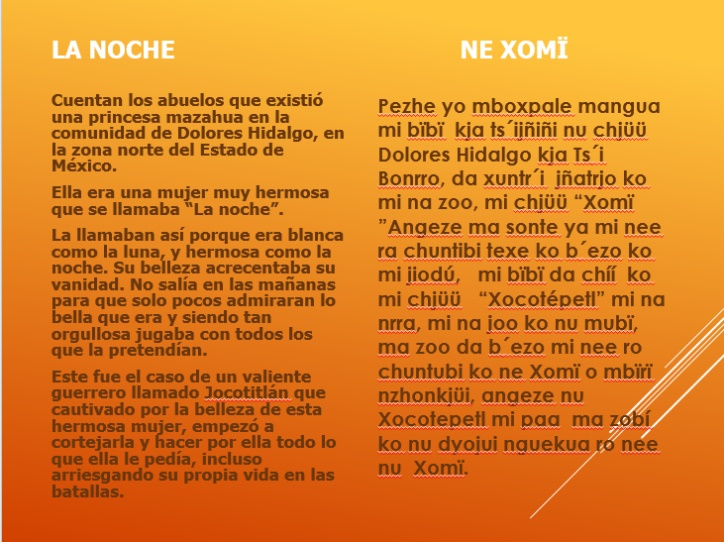 LA NOCHE
Cuentan los abuelos que existió
una princesa mazahua en la
comunidad de Dolores Hidalgo, en
la zona norte del Estado de
México.
Ella era una mujer muy hermosa
que se llamaba “La noche”.
La llamaban así porque era blanca
como la luna, y hermosa como la
noche. Su belleza acrecentaba su
vanidad. No salía en las mañanas
para que solo pocos admiraran lo
bella que era y siendo tan
orgullosa jugaba con todos los
que la pretendían.
Este fue el caso de un valiente
guerrero llamado Jocotitlán que
cautivado por la belleza de esta
hermosa mujer, empezó a
cortejarla y hacer por ella todo lo
que ella le pedía, incluso
arriesgando su propia vida en las
batallas.
NE XOMÏ
Pezhe yo mboxpale mangua
mi bïbï  kja ts´ijñiñi nu chjüü
Dolores Hidalgo kja Ts´i
Bonrro, da xuntr´i  jñatrjo ko
mi na zoo, mi chjüü “Xomï
”Angeze ma sonte ya mi nee
ra chuntibi texe ko b´ezo ko
mi jiodú,   mi bïbï da chíí  ko
mi chjüü   “Xocotépetl” mi na
nrra, mi na joo ko nu mubï,
ma zoo da b´ezo mi nee ro
chuntubi ko ne Xomï o mbïrï
nzhonkjüi, angeze nu
Xocotepetl mi paa  ma zobí
ko nu dyojui nguekua ro nee
nu  Xomï.